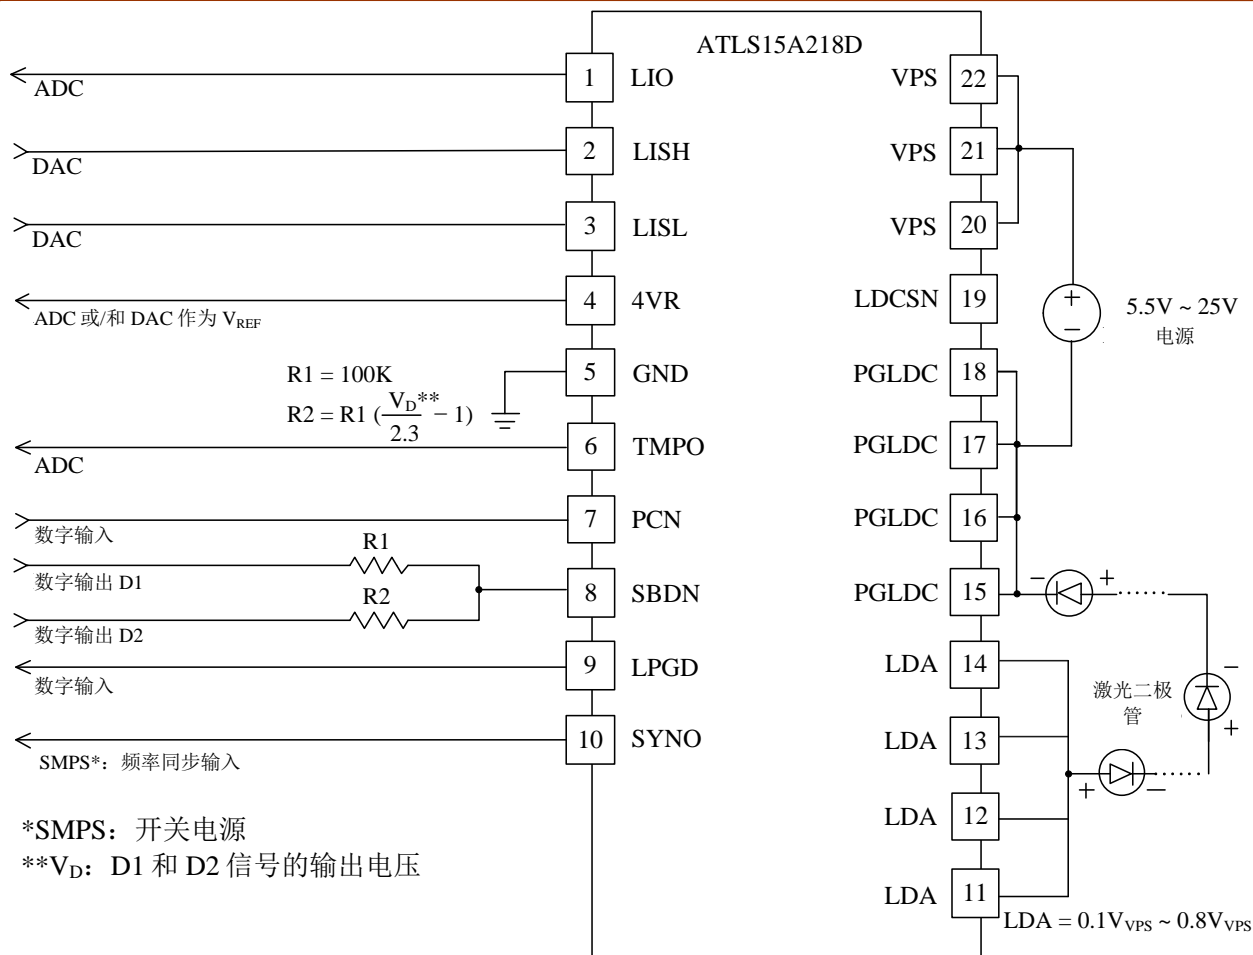 ATLS15A218D
1 LIO
ADC
2 LISH
DAC
3 LISL
DAC
4 4VR
ADC 或/和 DAC 作为 VREF
5 GND
R1 = 100K
R2 = R1 (VD** / 2.3 − 1)
6 TMPO
ADC
7 PCN
数字输入
R1
数字输出 D1
8 SBDN
R2
数字输出 D2
9 LPGD
数字输入
10 SYNO
SMPS*：频率同步输入
*SMPS：开关电源
**VD：D1 和 D2 信号的输出电压
VPS 22
VPS 21
VPS 20
LDCSN 19
+
−
5.5V ~ 25V
电源
PGLDC 18
PGLDC 17
PGLDC 16
PGLDC 15
− +
LDA 14
激光二极
管
−
+
LDA 13
+ −
LDA 12
LDA 11
LDA = 0.1VVPS ~ 0.8VVPS